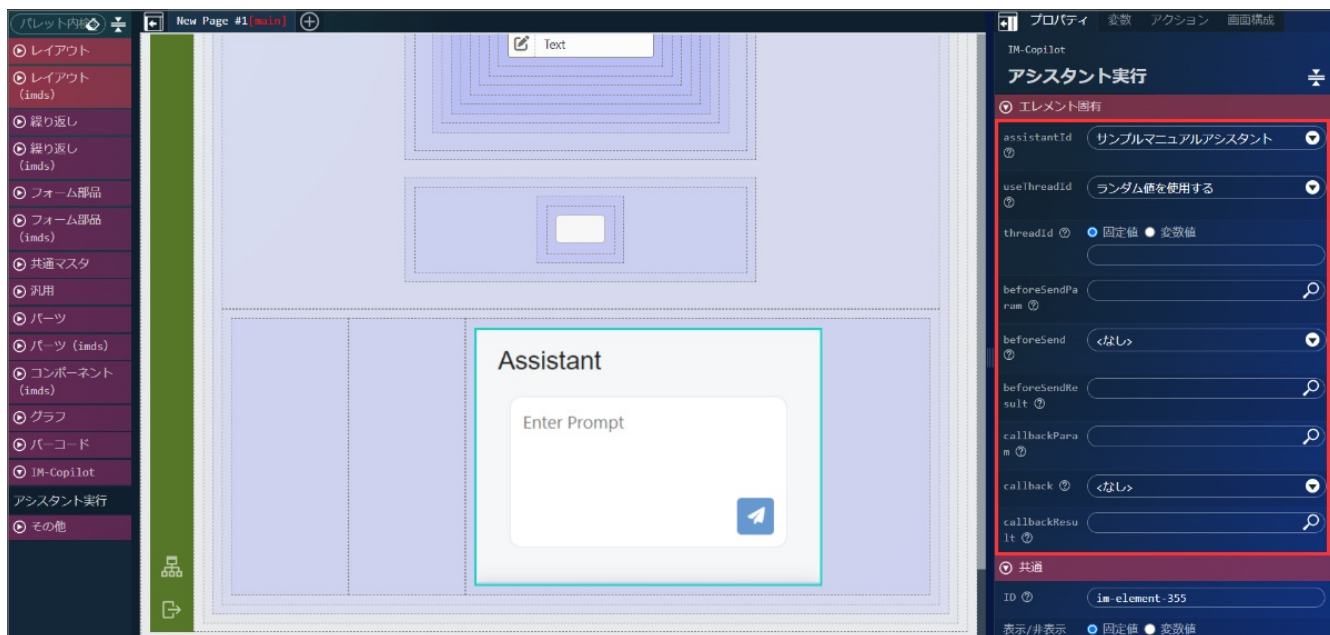 パレット内検
レイアウト
レイアウト
(imds)
繰り返し
繰り返し
(imds)
フォーム部品
フォーム部品
(imds)
共通マスタ
汎用
パーツ
パーツ (imds)
コンポーネント
(imds)
グラフ
バーコード
IM-Copilot
アシスタント実行
その他
New Page #1[main]
Text
Assistant
Enter Prompt
プロパティ 変数 アクション 画面構成
IM-Copilot
アシスタント実行
エレメント固有
assistantId サンプルマニュアルアシスタント
useThreadId ランダム値を使用する
threadId 固定値 変数値
beforeSendPa
ram
beforeSend <なし>
beforeSendRe
sult
callbackPara
m
callback <なし>
callbackResu
lt
共通
ID im-element-355
表示/非表示 固定値 変数値